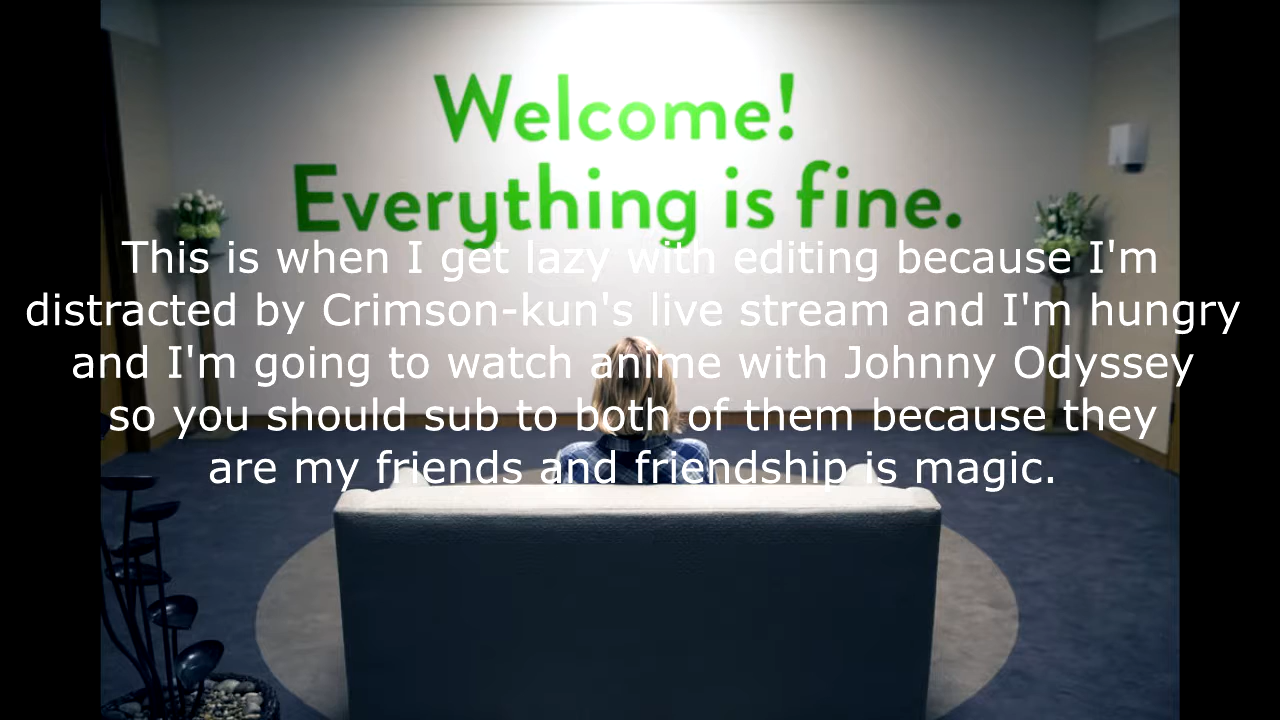 Welcome!
Everything is fine.
This is when I get lazy with editing because I'm
distracted by Crimson-kun's live stream and I'm hungry
and I'm going to watch anime with Johnny Odyssey
so you should sub to both of them because they
are my friends and friendship is magic.